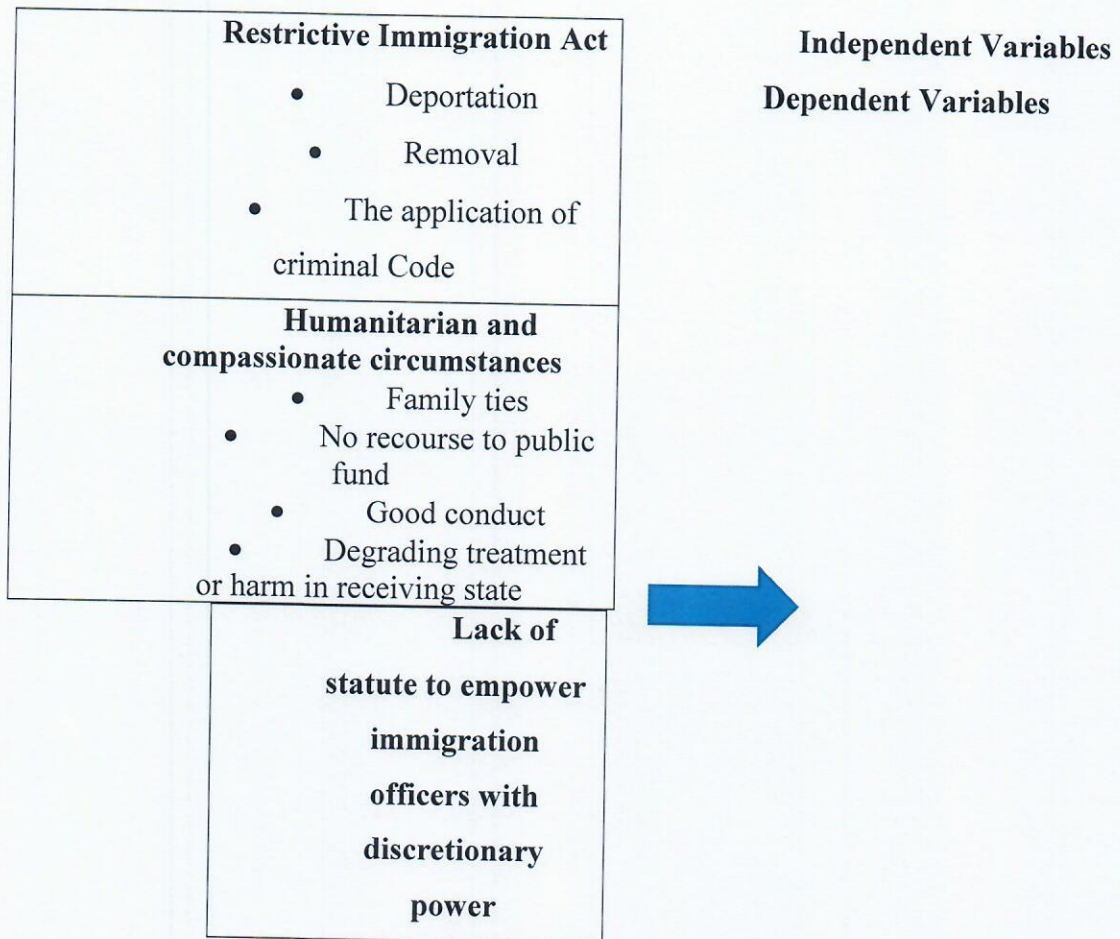 Restrictive Immigration Act
• Deportation
• Removal
• The application of
criminal Code
Humanitarian and
compassionate circumstances
• Family ties
• No recourse to public
fund
• Good conduct
• Degrading treatment
or harm in receiving state
Lack of
statute to empower
immigration
officers with
discretionary
power
Independent Variables
Dependent Variables